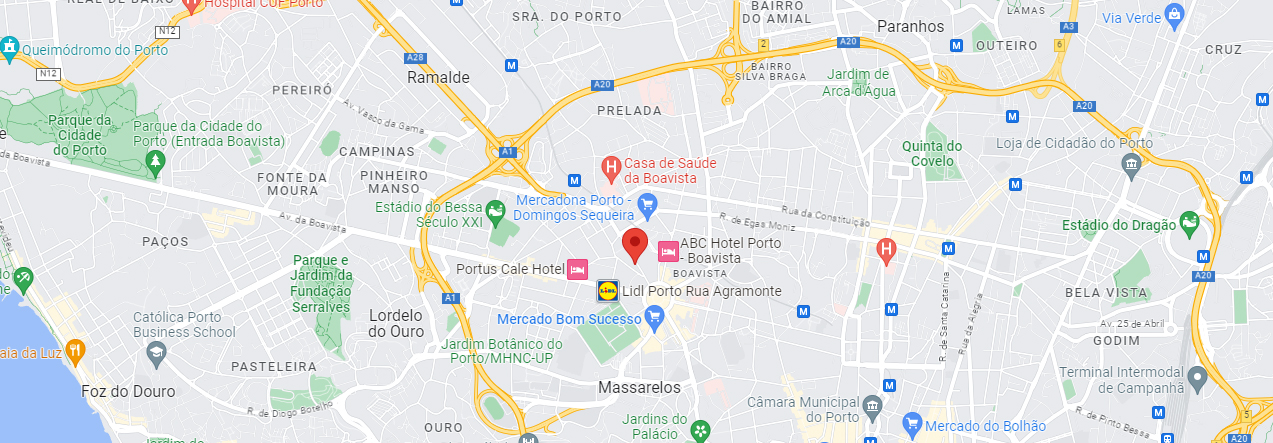 Hospital CUF Porto
SRA. DO PORTO
BAIRRO
DO AMIAL
Paranhos
LAMAS
Via Verde
N12
Queimódromo do Porto
A28
A20
2
A3
6
OUTEIRO
CRUZ
N12
Ramalde
BAIRRO
SILVA BRAGA
Jardim de
Arca d'Água
PEREIRÓ
A20
PRELADA
A20
Av. Vasco da Gama
Parque da
Cidade
do Porto
Parque da Cidade do
Porto (Entrada Boavista)
da Boavista
CAMPINAS
A1
Quinta do
Covelo
Loja de Cidadão do Porto
FONTE DA
MOURA
PINHEIRO
MANSO
Casa de Saúde
da Boavista
Mercadona Porto -
Domingos Sequeira
Estádio do Bessa
Século XXI
Av. da Boavista
R. de Egas Moniz
Rua da Constituição
Estádio do Dragão
PAÇOS
ABC Hotel Porto
- Boavista
Portus Cale Hotel
BOAVISTA
Parque e
Jardim da
Fundação
Serralves
LIDL
Lidl Porto Rua Agramonte
A1
A20
BELA VISTA
Católica Porto
Business School
Lordelo
do Ouro
Mercado Bom Sucesso
R. de Santa Catarina
Rua da Alegria
Av. 25 de Abril
GODIM
Jardim Botânico do
Porto/MHNC-UP
aia da Luz
PASTELEIRA
Foz do Douro
Massarelos
Terminal Intermodal
de Campanhã
R. de Diogo Botelho
OURO
Jardins do
Palácio
Câmara Municipal
do Porto
Mercado do Bolhão
R. de Pinto Bessa
Jardim do